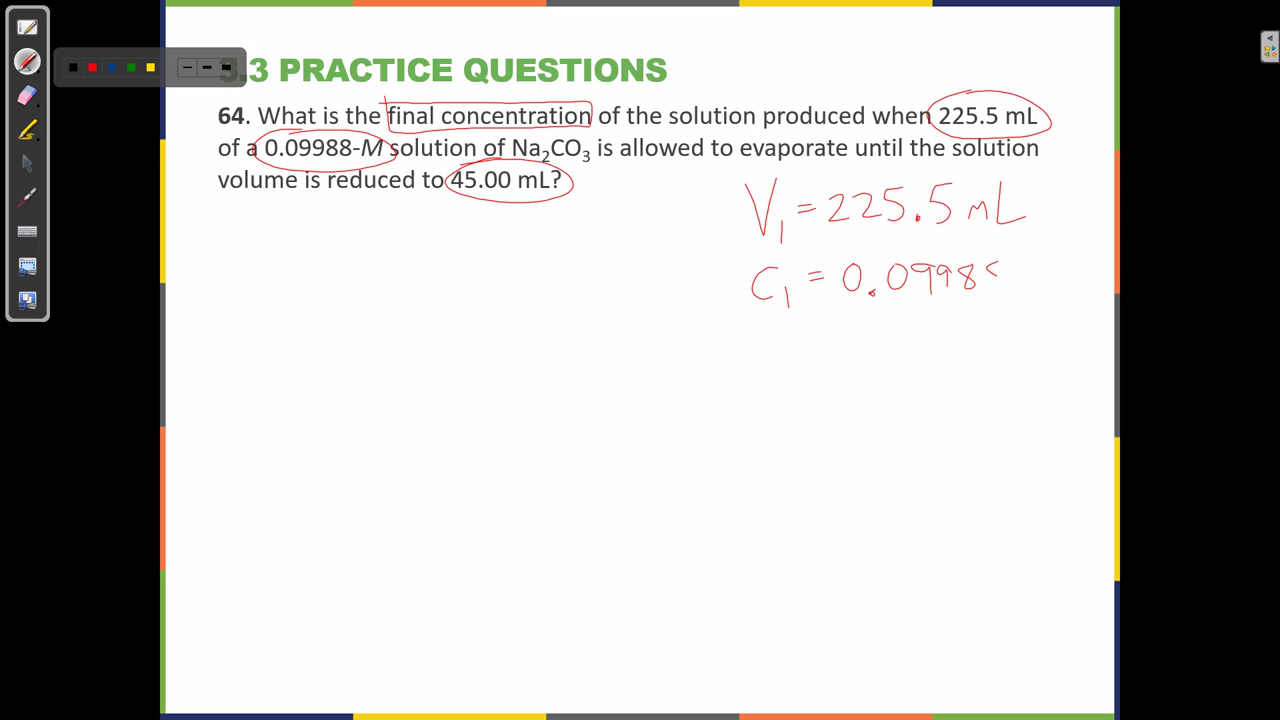 3.3 PRACTICE QUESTIONS
64. What is the final concentration of the solution produced when 225.5 mL
of a 0.09988-M solution of Na₂CO₃ is allowed to evaporate until the solution
volume is reduced to 45.00 mL?
V₁ = 225.5 mL
C₁ = 0.0998